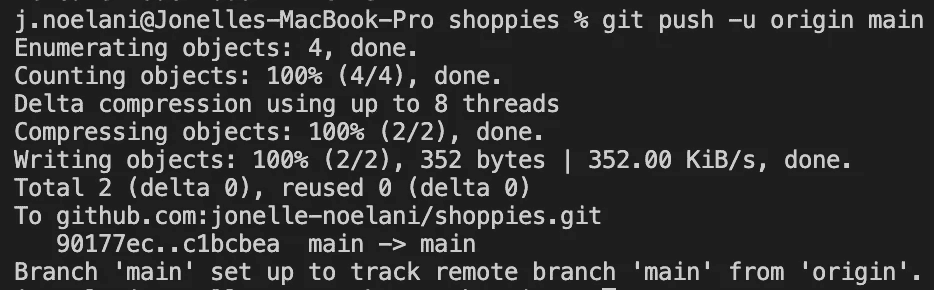 j.noelani@Jonelles-MacBook-Pro shoppies % git push -u origin main
Enumerating objects: 4, done.
Counting objects: 100% (4/4), done.
Delta compression using up to 8 threads
Compressing objects: 100% (2/2), done.
Writing objects: 100% (2/2), 352 bytes | 352.00 KiB/s, done.
Total 2 (delta 0), reused 0 (delta 0)
To github.com:jonelle-noelani/shoppies.git
   90177ec..c1bcbea  main -> main
Branch 'main' set up to track remote branch 'main' from 'origin'.